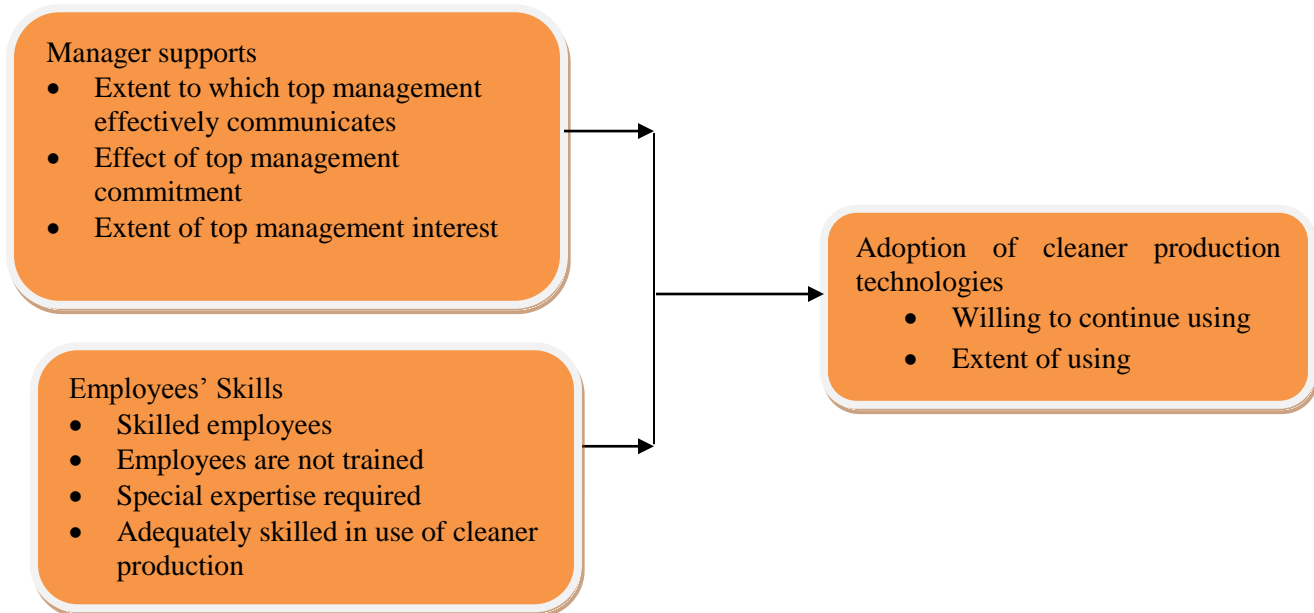 Manager supports
• Extent to which top management
effectively communicates
• Effect of top management
commitment
• Extent of top management interest
Employees’ Skills
• Skilled employees
• Employees are not trained
• Special expertise required
• Adequately skilled in use of cleaner
production
Adoption of cleaner production
technologies
• Willing to continue using
• Extent of using